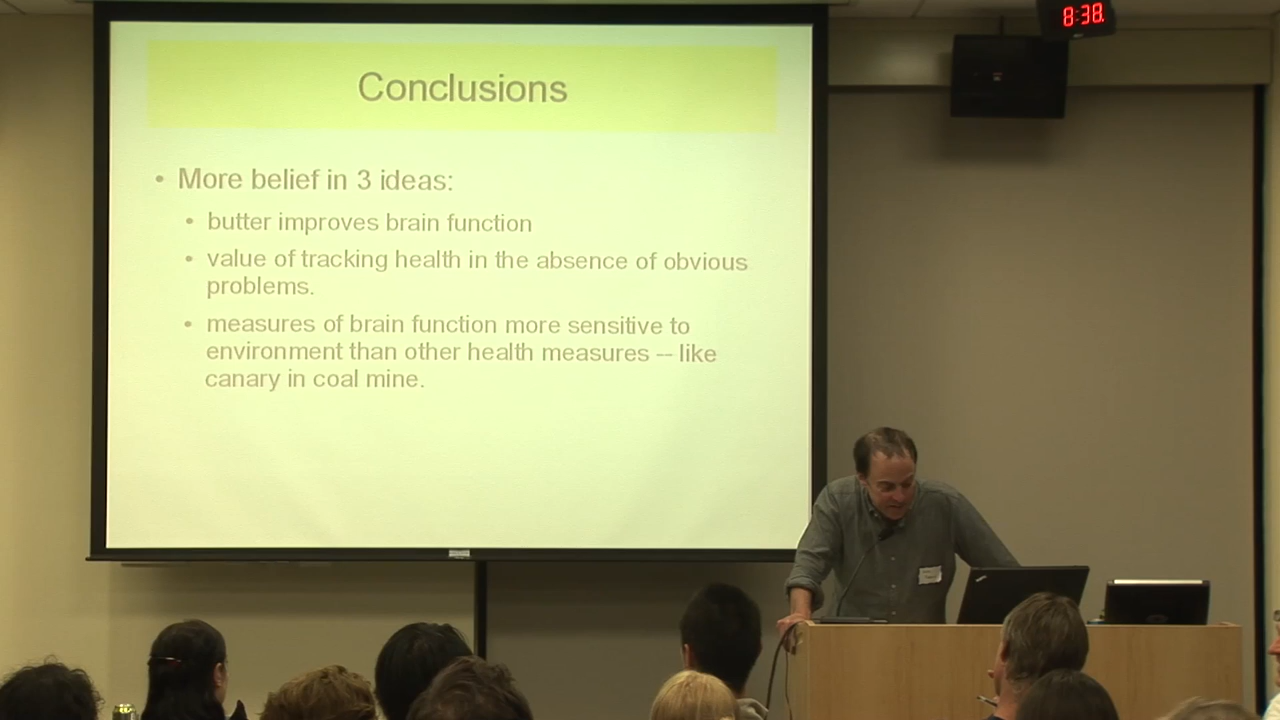 8:38
Conclusions
• More belief in 3 ideas:
• butter improves brain function
• value of tracking health in the absence of obvious
problems.
• measures of brain function more sensitive to
environment than other health measures -- like
canary in coal mine.